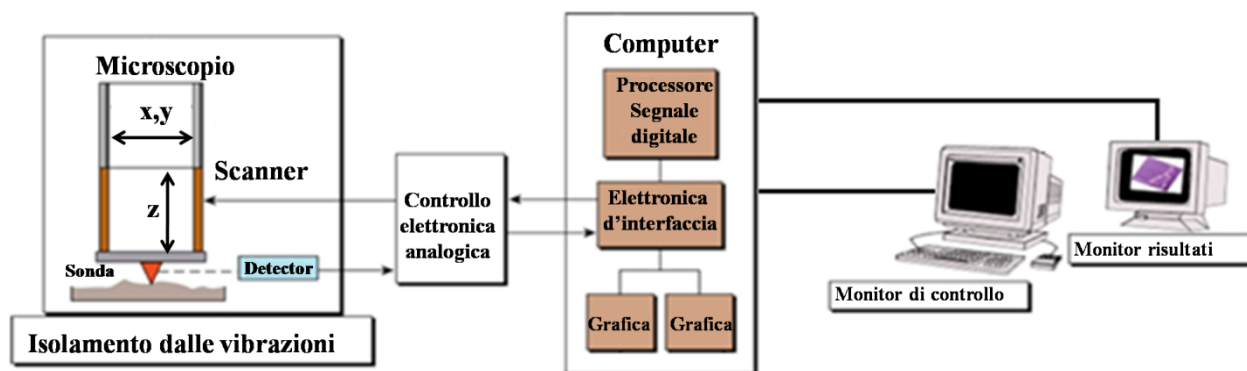 Microscopio
x,y
Scanner
z
Sonda
Detector
Isolamento dalle vibrazioni
Controllo
elettronica
analogica
Computer
Processore
Segnale
digitale
Elettronica
d'interfaccia
Grafica
Grafica
Monitor di controllo
Monitor risultati